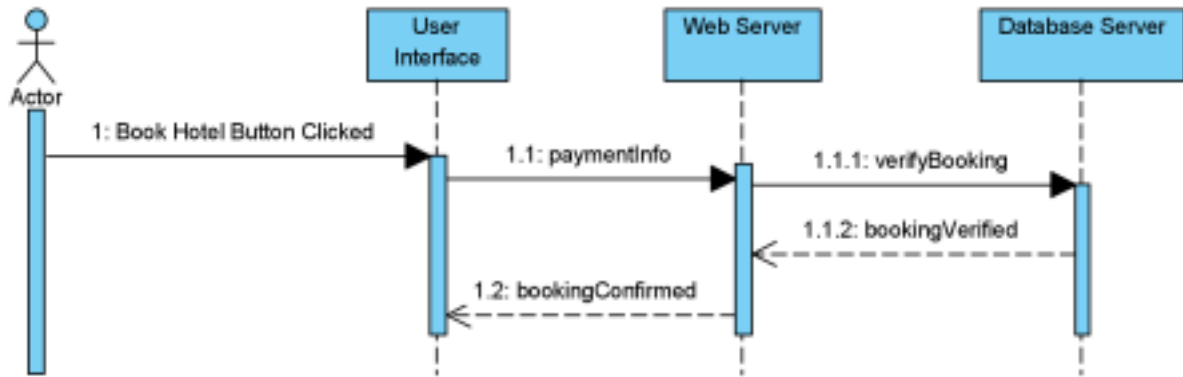 User
Interface
Web Server
Database Server
Actor
1: Book Hotel Button Clicked
1.1: paymentInfo
1.1.1: verifyBooking
1.1.2: bookingVerified
1.2: bookingConfirmed